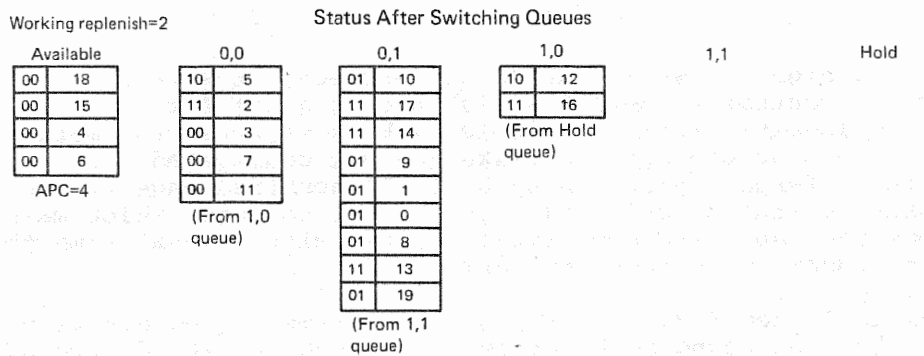 Working replenish=2
Status After Switching Queues
Available 0,0 0,1 1,0 1,1 Hold
00 18 10 5 01 10 10 12
00 15 11 2 11 17 11 16
00 4 00 3 11 14
00 6 00 7 01 9
00 11 01 1
01 0
01 8
11 13
01 19
APC=4
(From 1,0
queue)
(From 1,1
queue)
(From Hold
queue)